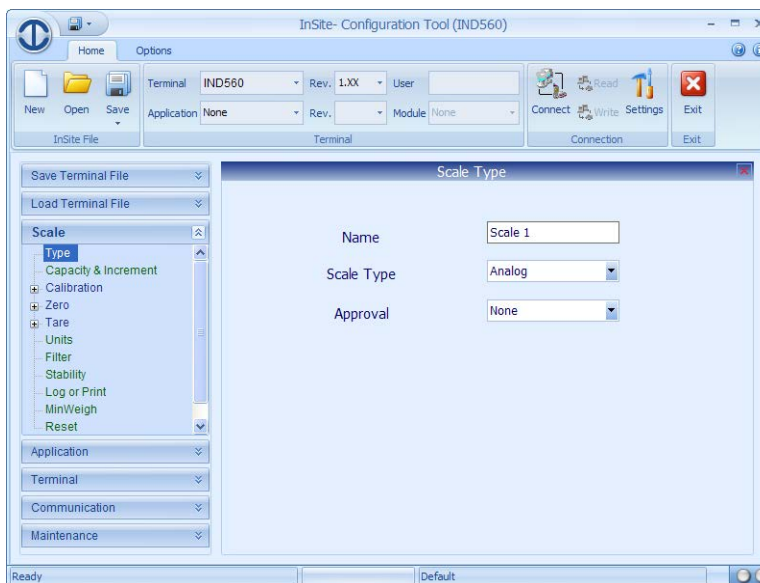 InSite- Configuration Tool (IND560)
Home Options
Terminal IND560 Rev. 1.XX User
Application None Rev. Module None
New Open Save
Connect Read Write Settings
Exit
InSite File Terminal Connection Exit
Save Terminal File
Load Terminal File
Scale
Type
Capacity & Increment
Calibration
Zero
Tare
Units
Filter
Stability
Log or Print
MinWeigh
Reset
Application
Terminal
Communication
Maintenance
Scale Type
Name Scale 1
Scale Type Analog
Approval None
Ready Default